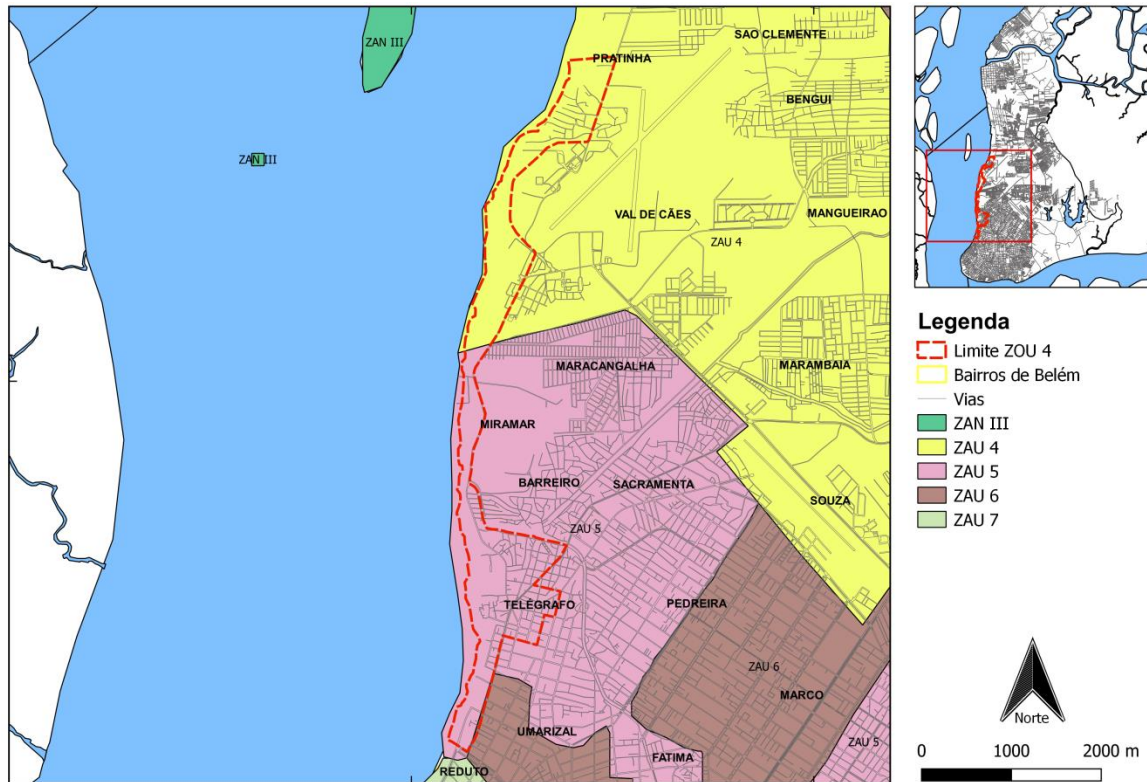 ZAN III
SAO CLEMENTE
PRATINHA
BENGUI
ZAN III
VAL DE CÃES
MANGUEIRAO
ZAU 4
MARACANGALHA
MARAMBAIA
MIRAMAR
BARREIRO
SACRAMENTA
SOUZA
ZAU 5
TELÉGRAFO
PEDREIRA
ZAU 6
MARCO
UMARIZAL
ZAU 5
FATIMA
REDUTO
Legenda
Limite ZOU 4
Bairros de Belém
Vias
ZAN III
ZAU 4
ZAU 5
ZAU 6
ZAU 7
Norte
0 1000 2000 m